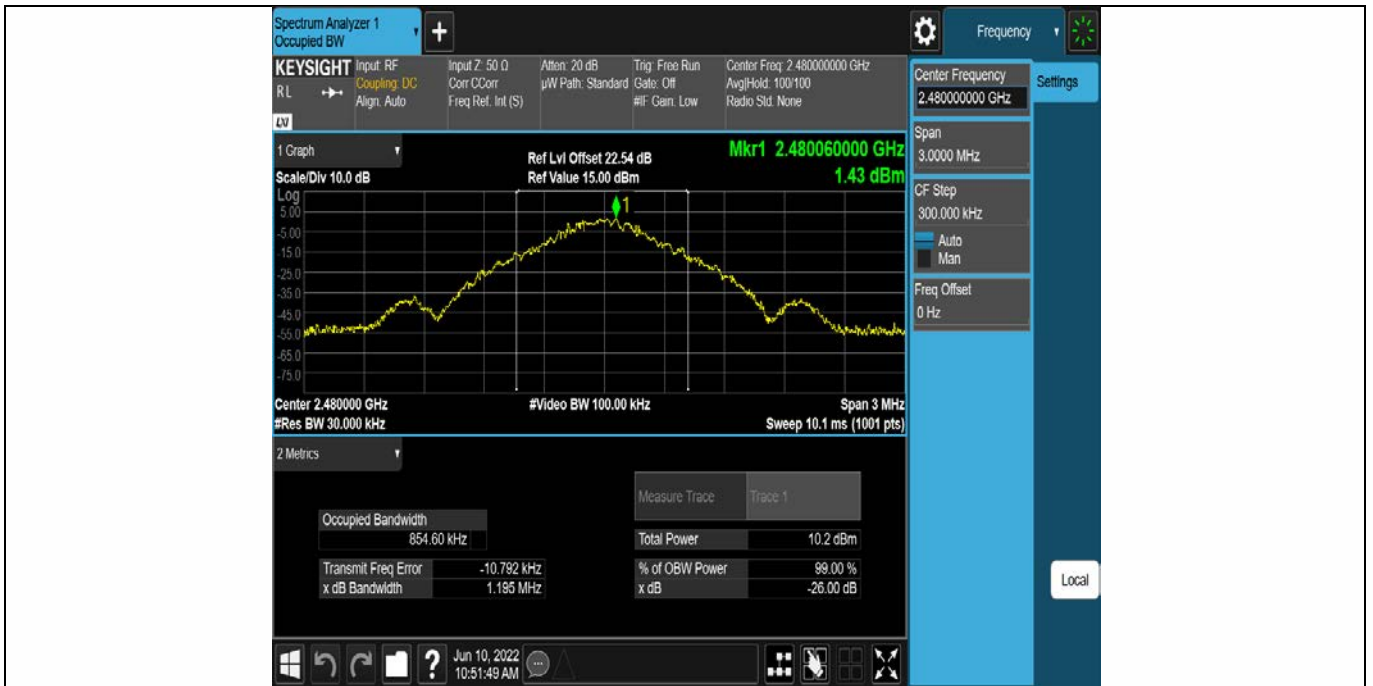 Spectrum Analyzer 1
Occupied BW
+
Frequency
KEYSIGHT
RL
LXI
Input: RF
Coupling: DC
Align: Auto
Input Z: 50 Ω
Corr CCorr
Freq Ref: Int (S)
Atten: 20 dB
µW Path: Standard
Trig: Free Run
Gate: Off
#IF Gain: Low
Center Freq: 2.480000000 GHz
Avg|Hold: 100/100
Radio Std: None
Center Frequency
2.480000000 GHz
Settings
Span
3.0000 MHz
CF Step
300.000 kHz
Auto
Man
Freq Offset
0 Hz
Local
1 Graph
Scale/Div 10.0 dB
Ref Lvl Offset 22.54 dB
Ref Value 15.00 dBm
Mkr1 2.480060000 GHz
1.43 dBm
Log
1
5.00
-5.00
-15.0
-25.0
-35.0
-45.0
-55.0
-65.0
-75.0
Center 2.480000 GHz
#Res BW 30.000 kHz
#Video BW 100.00 kHz
Span 3 MHz
Sweep 10.1 ms (1001 pts)
2 Metrics
Measure Trace Trace 1
Occupied Bandwidth
854.60 kHz
Total Power 10.2 dBm
Transmit Freq Error -10.792 kHz
% of OBW Power 99.00 %
x dB Bandwidth 1.195 MHz
x dB -26.00 dB
?
Jun 10, 2022
10:51:49 AM